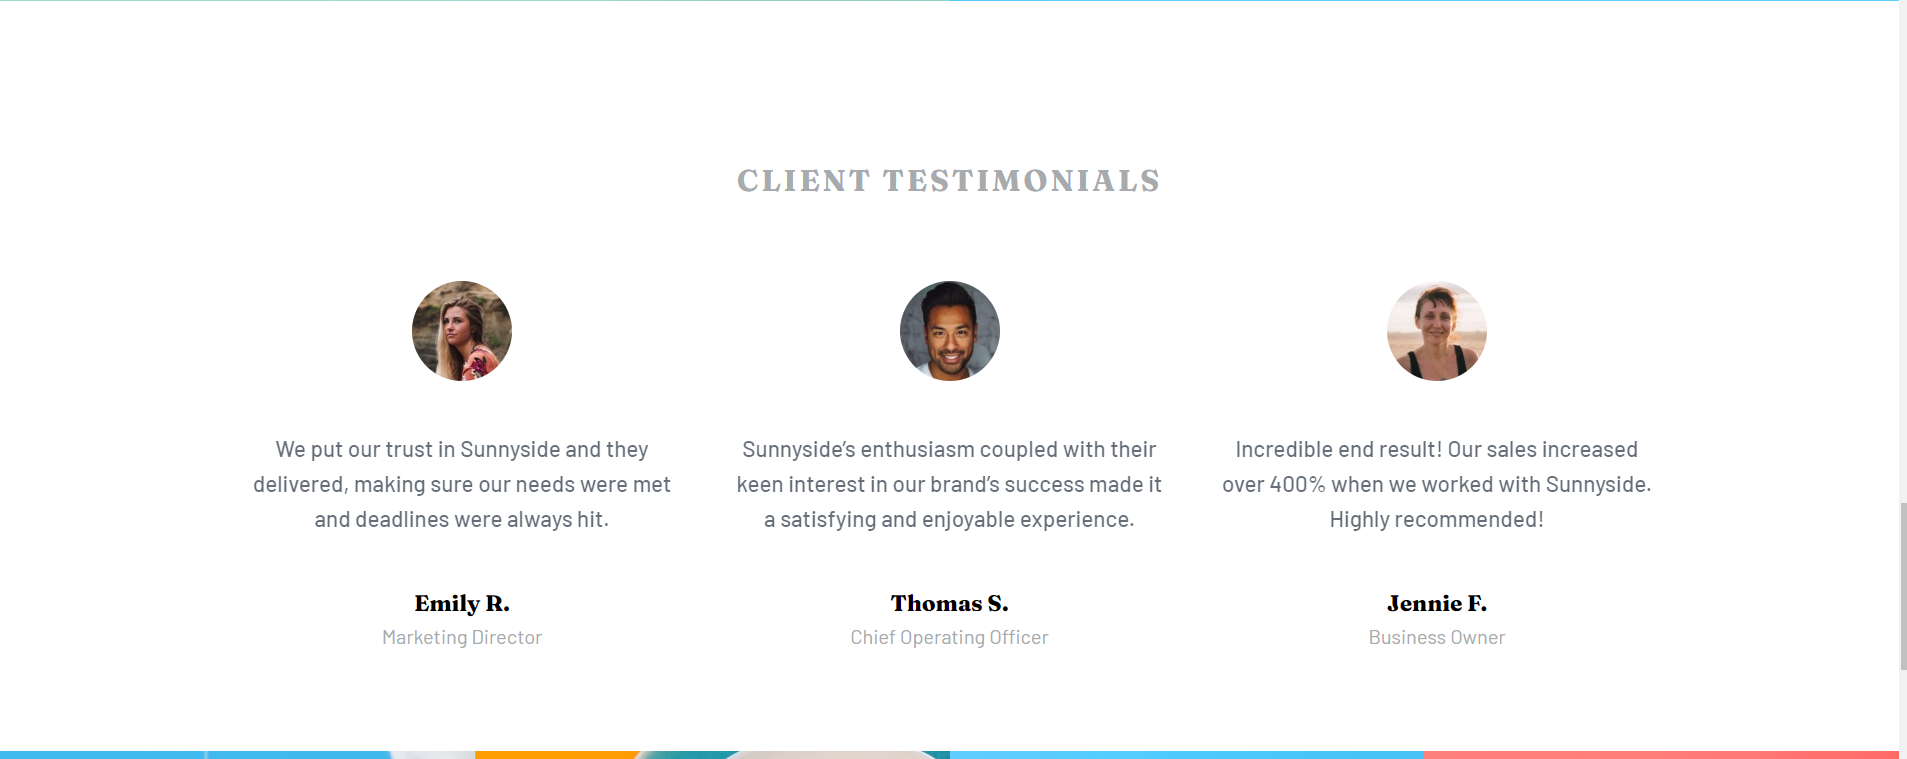 CLIENT TESTIMONIALS
We put our trust in Sunnyside and they
delivered, making sure our needs were met
and deadlines were always hit.
Emily R.
Marketing Director
Sunnyside’s enthusiasm coupled with their
keen interest in our brand’s success made it
a satisfying and enjoyable experience.
Thomas S.
Chief Operating Officer
Incredible end result! Our sales increased
over 400% when we worked with Sunnyside.
Highly recommended!
Jennie F.
Business Owner